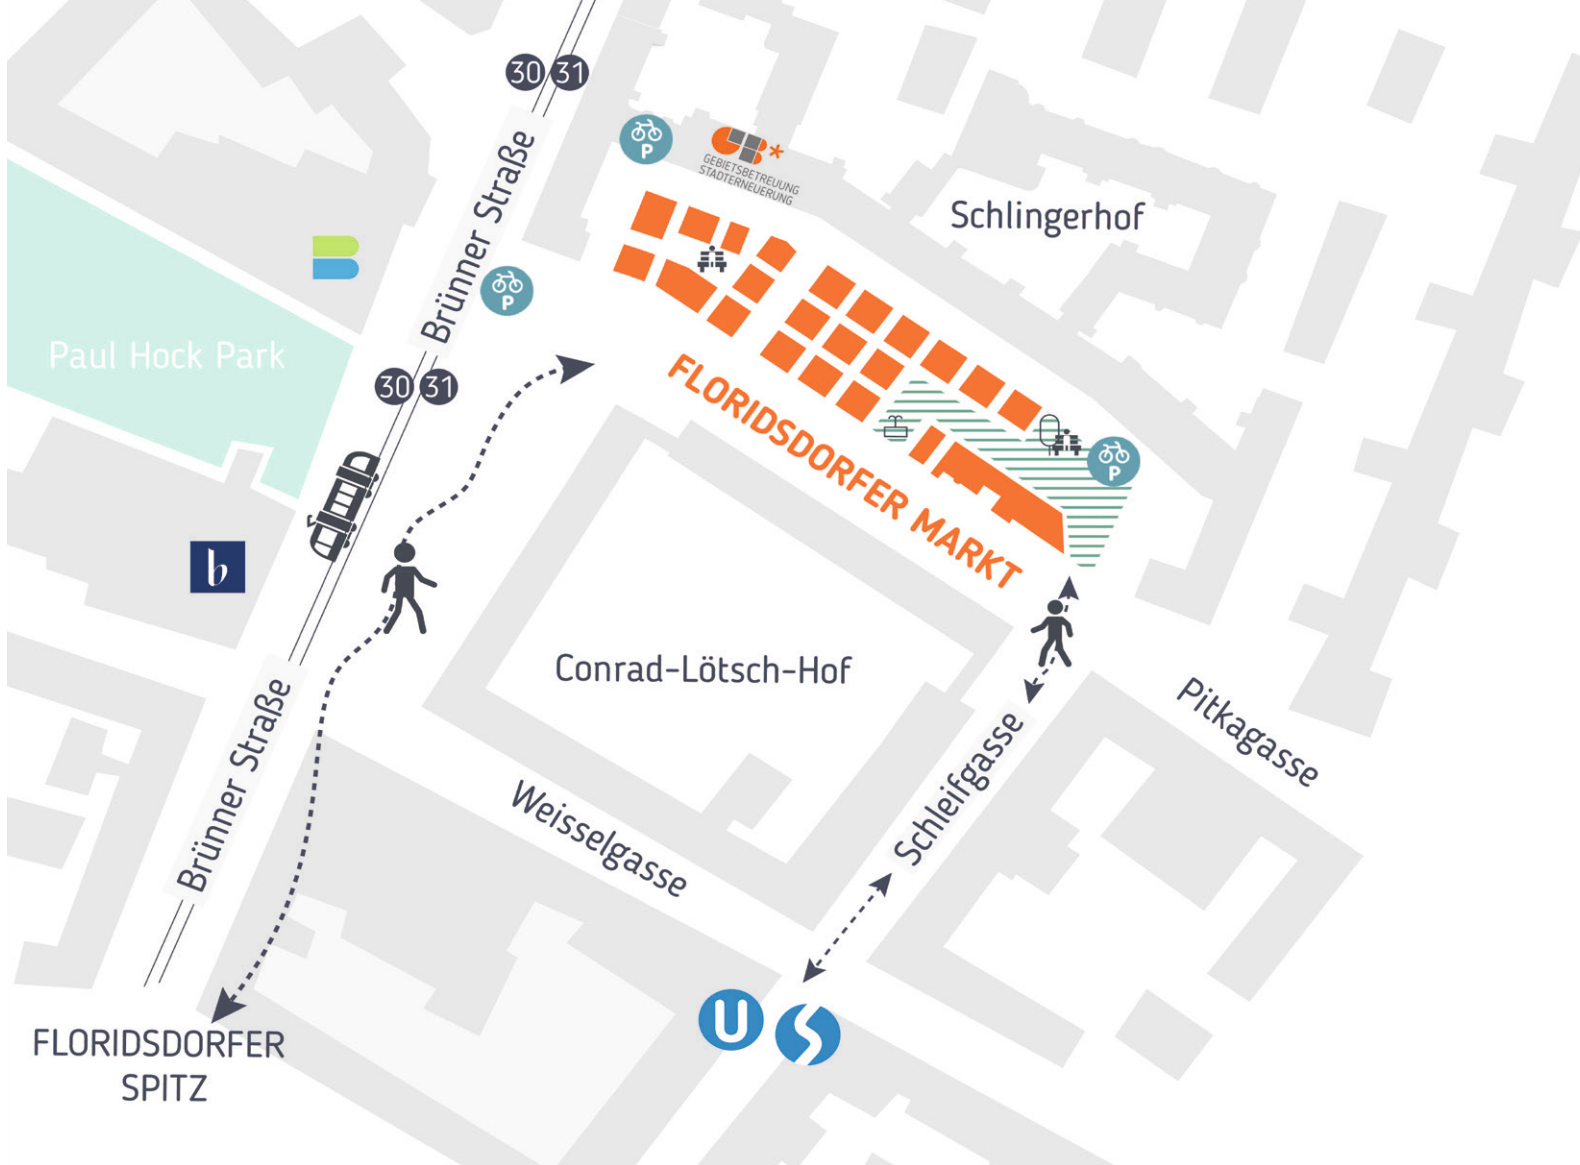 30 31
P
GEBIETSBETREUUNG
STADTERNEUERUNG
Brünner Straße
Schlingerhof
P
Paul Hock Park
30 31
FLORIDSDORFER MARKT
P
b
Conrad-Lötsch-Hof
Pitkagasse
Brünner Straße
Schleifgasse
Weisselgasse
U S
FLORIDSDORFER
SPITZ